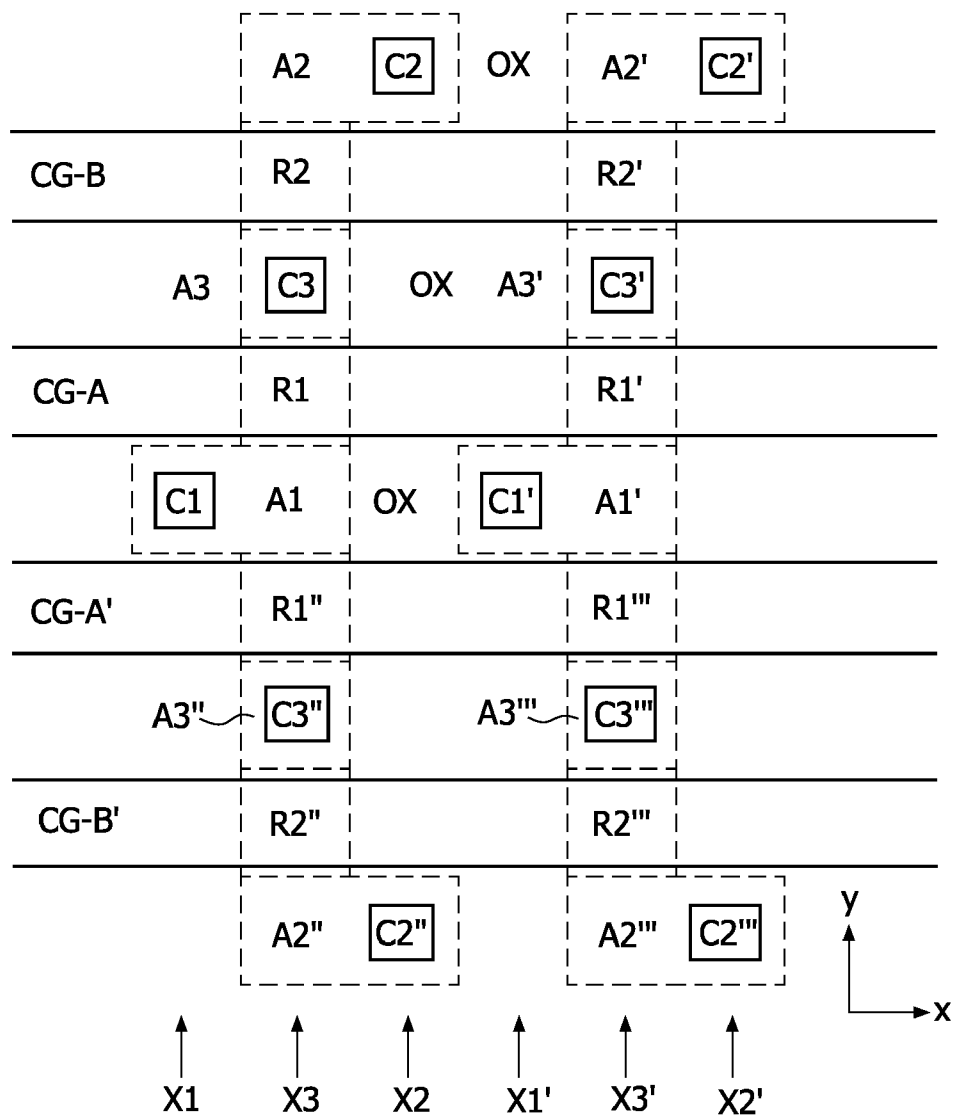 A2 C2 OX A2' C2'
CG-B R2 R2'
A3 C3 OX A3' C3'
CG-A R1 R1'
C1 A1 OX C1' A1'
CG-A' R1" R1'''
A3" C3" A3''' C3'''
CG-B' R2" R2'''
A2" C2" A2''' C2'''
y
x
X1 X3 X2 X1' X3' X2'